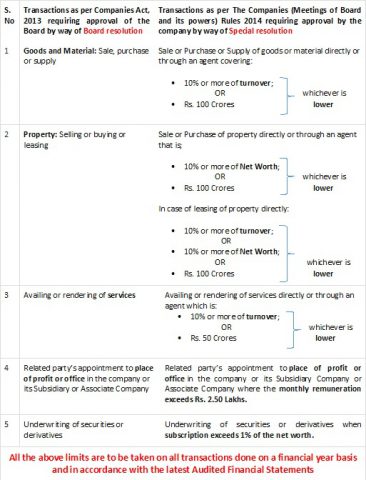 S. No
Transactions as per Companies Act,
2013 requiring approval of the
Board by way of Board resolution
Transactions as per The Companies (Meetings of Board
and its powers) Rules 2014 requiring approval by the
company by way of Special resolution
1
Goods and Material: Sale, purchase
or supply
Sale or Purchase or Supply of goods or material directly or
through an agent covering:
• 10% or more of turnover;
OR
• Rs. 100 Crores
whichever is
lower
2
Property: Selling or buying or
leasing
Sale or Purchase of property directly or through an agent
that is;
• 10% or more of Net Worth;
OR
• Rs. 100 Crores
whichever is
lower
In case of leasing of property directly:
• 10% or more of turnover;
OR
• 10% or more of Net Worth;
OR
• Rs. 100 Crores
whichever is
lower
3
Availing or rendering of services
Availing or rendering of services directly or through an
agent which is:
• 10% or more of turnover;
OR
• Rs. 50 Crores
whichever is
lower
4
Related party's appointment to place
of profit or office in the company or
its Subsidiary or Associate Company
Related party's appointment to place of profit or
office in the company or its Subsidiary Company or
Associate Company where the monthly remuneration
exceeds Rs. 2.50 Lakhs.
5
Underwriting of securities or
derivatives
Underwriting of securities or derivatives when
subscription exceeds 1% of the net worth.
All the above limits are to be taken on all transactions done on a financial year basis
and in accordance with the latest Audited Financial Statements